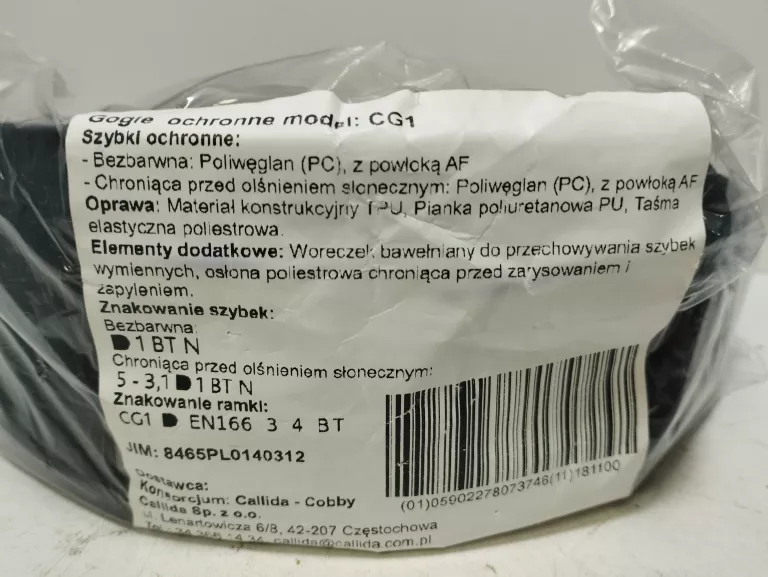 Gogle ochronne model: CG1
Szybki ochronne:
- Bezbarwna: Poliwęglan (PC), z powłoką AF
- Chroniąca przed olśnieniem słonecznym: Poliwęglan (PC), z powłoką AF
Oprawa: Materiał konstrukcyjny TPU, Pianka poliuretanowa PU, Taśma
elastyczna poliestrowa.
Elementy dodatkowe: Woreczek bawełniany do przechowywania szybek
wymiennych, osłona poliestrowa chroniąca przed zarysowaniem i
zapyleniem.
Znakowanie szybek:
Bezbarwna:
D 1 BT N
Chroniąca przed olśnieniem słonecznym:
5 - 3,1 D 1 BT N
Znakowanie ramki:
CG1 D EN166 3 4 BT
JIM: 8465PL0140312
Dostawca:
Konsorcjum: Callida - Cobby
Callida Sp. z o.o.
ul. Lenartowicza 6/8, 42-207 Częstochowa
callida@callida.com.pl
(01)05902278073746(11)181100